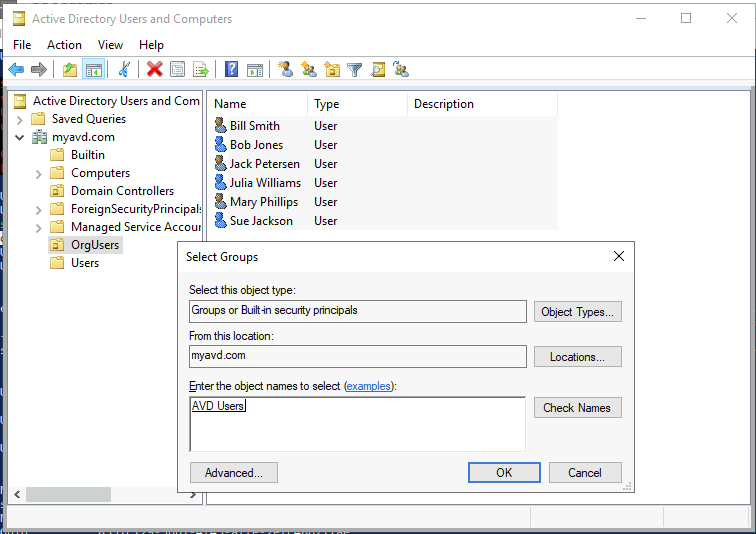 Active Directory Users and Computers
File Action View Help
Active Directory Users and Com
Saved Queries
myavd.com
Builtin
Computers
Domain Controllers
ForeignSecurityPrincipals
Managed Service Accour
OrgUsers
Users
Name Type Description
Bill Smith User
Bob Jones User
Jack Petersen User
Julia Williams User
Mary Phillips User
Sue Jackson User
Select Groups
Select this object type:
Groups or Built-in security principals
Object Types...
From this location:
myavd.com
Locations...
Enter the object names to select (examples):
AVD Users
Check Names
Advanced...
OK
Cancel